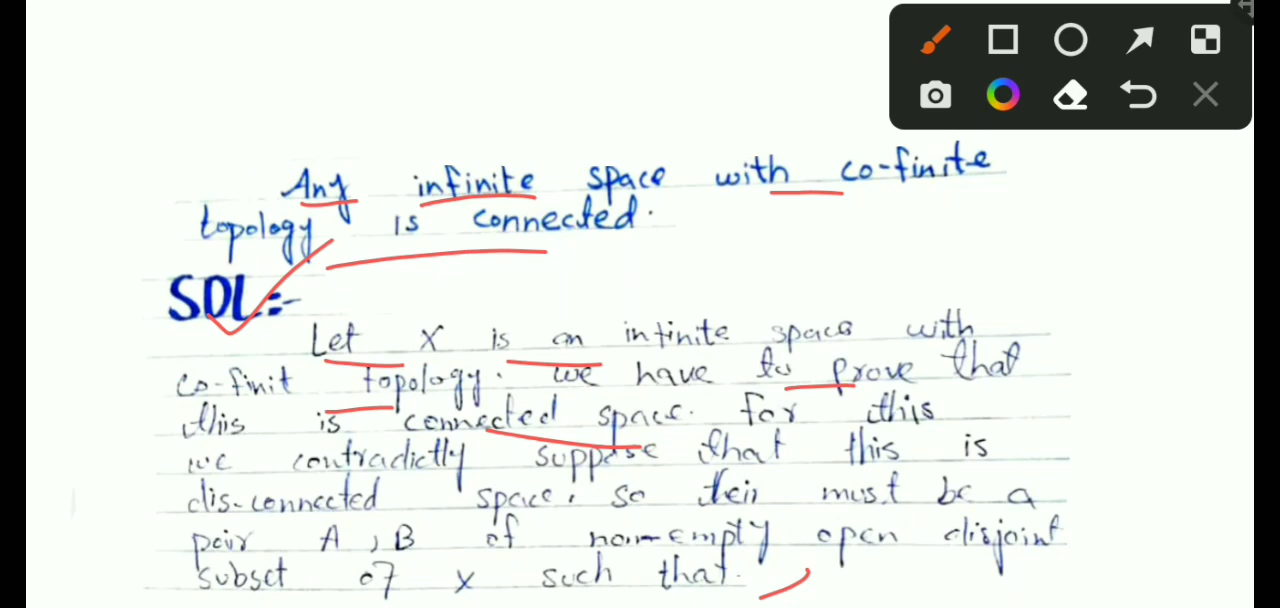 Any infinite space with co-finite
topology is connected.
SOL:-
Let X is an infinite space with
co-finit topology. we have to prove that
this is connected space. for this
we contradictly suppose that this is
dis-connected space. so their must be a
pair A, B of non-empty open disjoint
subset of X such that.